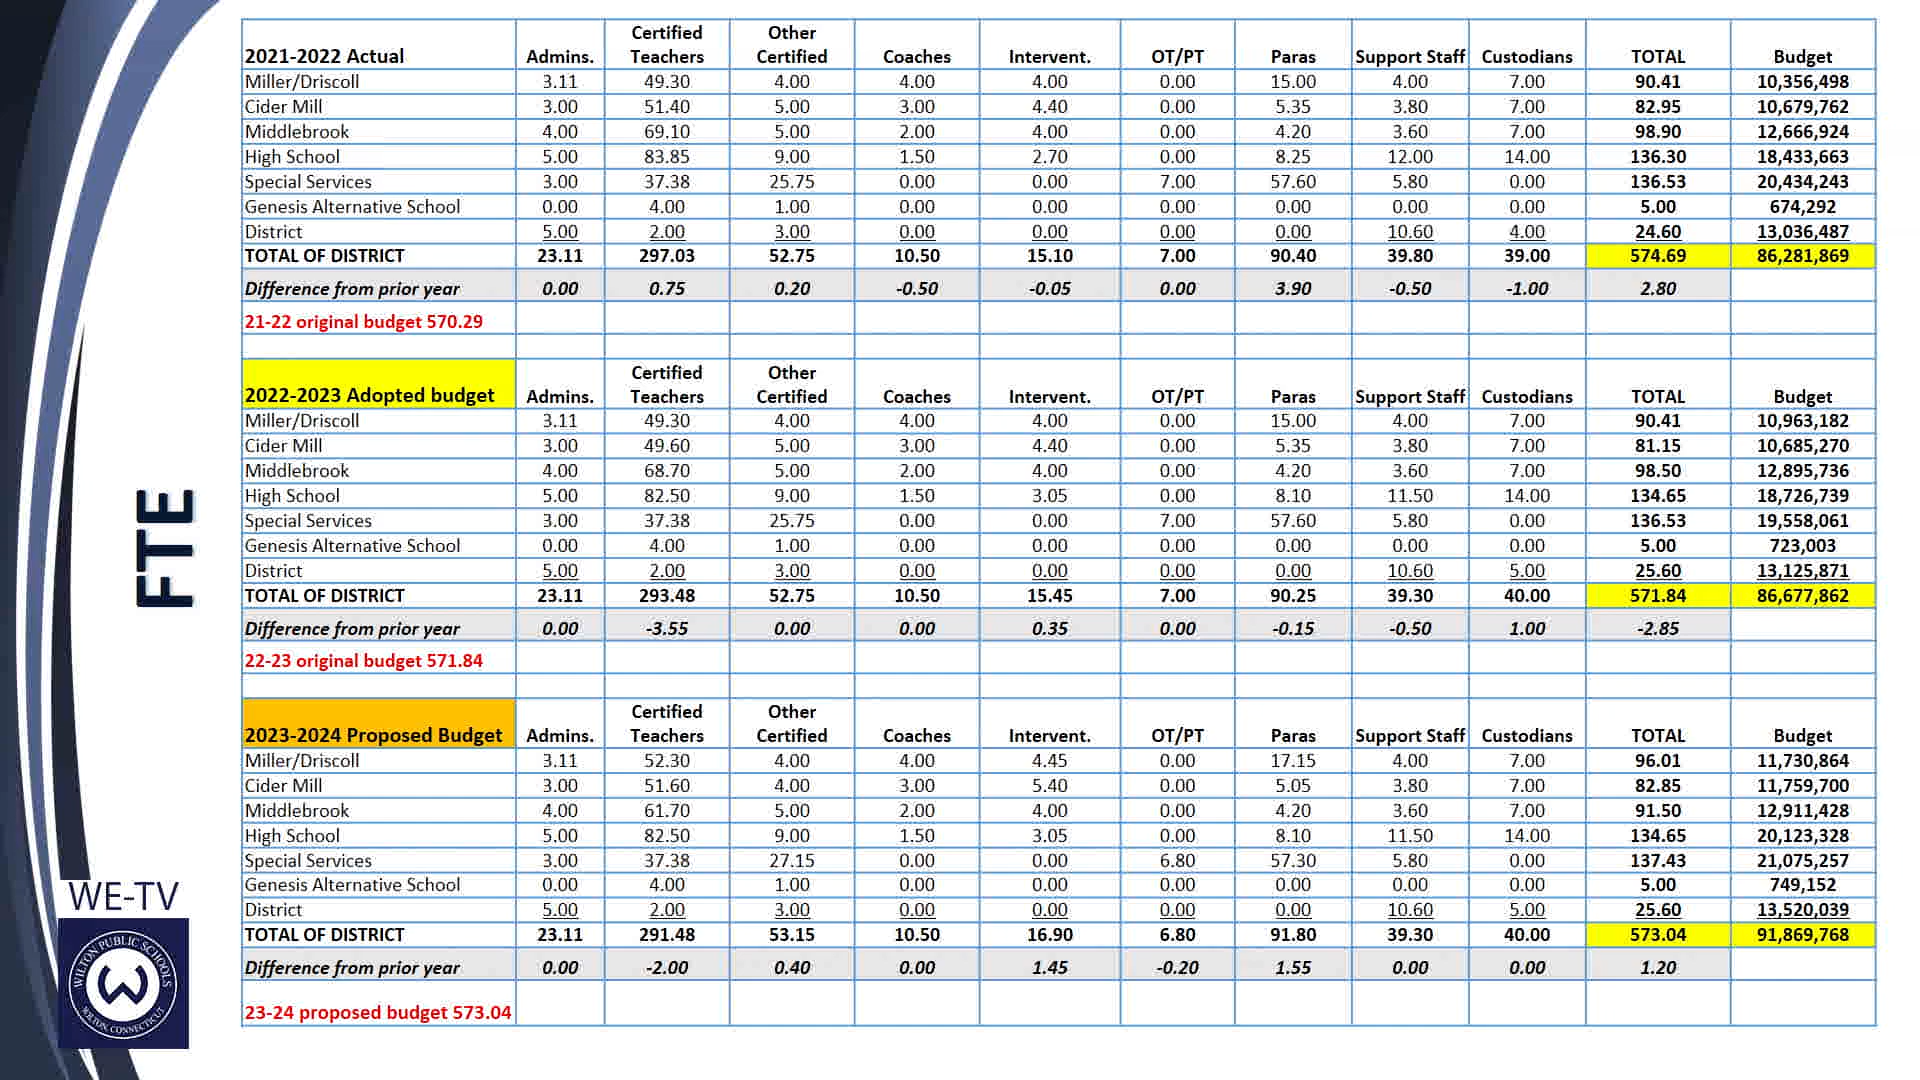 2021-2022 Actual Admins. Certified Teachers Other Certified Coaches Intervent. OT/PT Paras Support Staff Custodians TOTAL Budget
Miller/Driscoll 3.11 49.30 4.00 4.00 4.00 0.00 15.00 4.00 7.00 90.41 10,356,498
Cider Mill 3.00 51.40 5.00 3.00 4.40 0.00 5.35 3.80 7.00 82.95 10,679,762
Middlebrook 4.00 69.10 5.00 2.00 4.00 0.00 4.20 3.60 7.00 98.90 12,666,924
High School 5.00 83.85 9.00 1.50 2.70 0.00 8.25 12.00 14.00 136.30 18,433,663
Special Services 3.00 37.38 25.75 0.00 0.00 7.00 57.60 5.80 0.00 136.53 20,434,243
Genesis Alternative School 0.00 4.00 1.00 0.00 0.00 0.00 0.00 0.00 0.00 5.00 674,292
District 5.00 2.00 3.00 0.00 0.00 0.00 0.00 10.60 4.00 24.60 13,036,487
TOTAL OF DISTRICT 23.11 297.03 52.75 10.50 15.10 7.00 90.40 39.80 39.00 574.69 86,281,869
Difference from prior year 0.00 0.75 0.20 -0.50 -0.05 0.00 3.90 -0.50 -1.00 2.80
21-22 original budget 570.29
2022-2023 Adopted budget Admins. Certified Teachers Other Certified Coaches Intervent. OT/PT Paras Support Staff Custodians TOTAL Budget
Miller/Driscoll 3.11 49.30 4.00 4.00 4.00 0.00 15.00 4.00 7.00 90.41 10,963,182
Cider Mill 3.00 49.60 5.00 3.00 4.40 0.00 5.35 3.80 7.00 81.15 10,685,270
Middlebrook 4.00 68.70 5.00 2.00 4.00 0.00 4.20 3.60 7.00 98.50 12,895,736
High School 5.00 82.50 9.00 1.50 3.05 0.00 8.10 11.50 14.00 134.65 18,726,739
Special Services 3.00 37.38 25.75 0.00 0.00 7.00 57.60 5.80 0.00 136.53 19,558,061
Genesis Alternative School 0.00 4.00 1.00 0.00 0.00 0.00 0.00 0.00 0.00 5.00 723,003
District 5.00 2.00 3.00 0.00 0.00 0.00 0.00 10.60 5.00 25.60 13,125,871
TOTAL OF DISTRICT 23.11 293.48 52.75 10.50 15.45 7.00 90.25 39.30 40.00 571.84 86,677,862
Difference from prior year 0.00 -3.55 0.00 0.00 0.35 0.00 -0.15 -0.50 1.00 -2.85
22-23 original budget 571.84
2023-2024 Proposed Budget Admins. Certified Teachers Other Certified Coaches Intervent. OT/PT Paras Support Staff Custodians TOTAL Budget
Miller/Driscoll 3.11 52.30 4.00 4.00 4.45 0.00 17.15 4.00 7.00 96.01 11,730,864
Cider Mill 3.00 51.60 4.00 3.00 5.40 0.00 5.05 3.80 7.00 82.85 11,759,700
Middlebrook 4.00 61.70 5.00 2.00 4.00 0.00 4.20 3.60 7.00 91.50 12,911,428
High School 5.00 82.50 9.00 1.50 3.05 0.00 8.10 11.50 14.00 134.65 20,123,328
Special Services 3.00 37.38 27.15 0.00 0.00 6.80 57.30 5.80 0.00 137.43 21,075,257
Genesis Alternative School 0.00 4.00 1.00 0.00 0.00 0.00 0.00 0.00 0.00 5.00 749,152
District 5.00 2.00 3.00 0.00 0.00 0.00 0.00 10.60 5.00 25.60 13,520,039
TOTAL OF DISTRICT 23.11 291.48 53.15 10.50 16.90 6.80 91.80 39.30 40.00 573.04 91,869,768
Difference from prior year 0.00 -2.00 0.40 0.00 1.45 -0.20 1.55 0.00 0.00 1.20
23-24 proposed budget 573.04
FTE
WE-TV
WILTON PUBLIC SCHOOLS
W
WILTON, CONNECTICUT